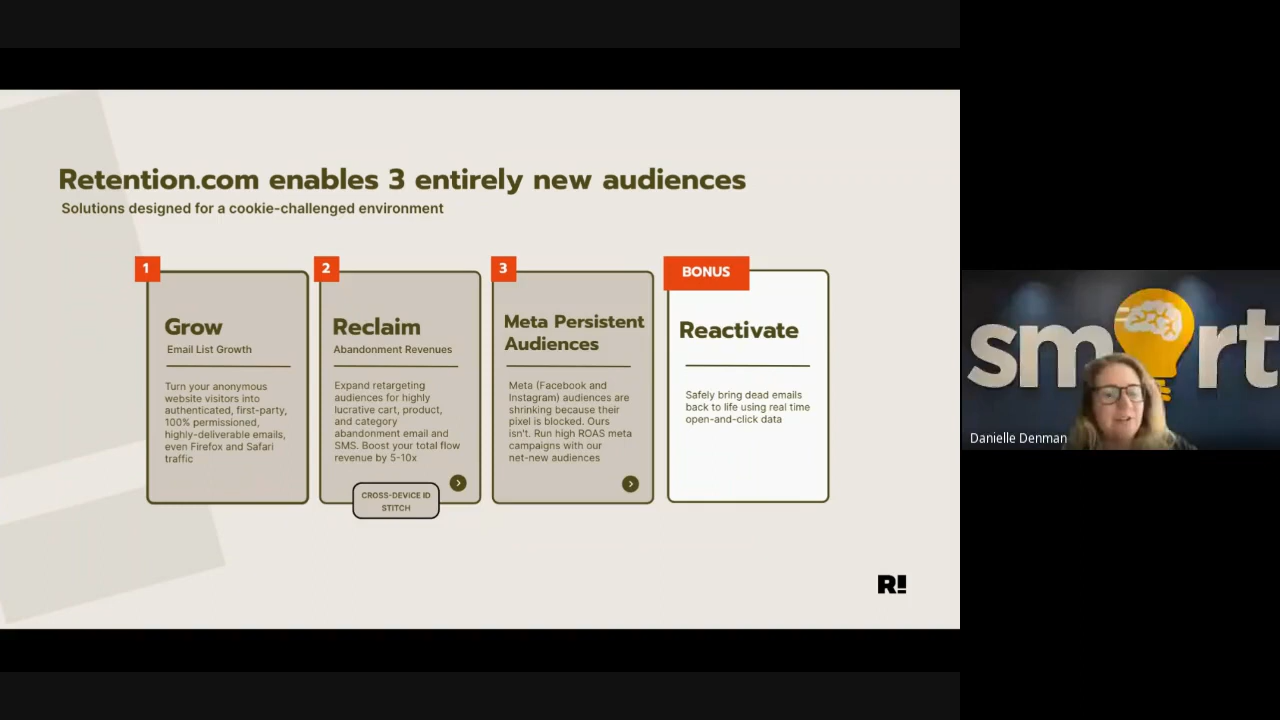 Retention.com enables 3 entirely new audiences
Solutions designed for a cookie-challenged environment
1
Grow
Email List Growth
Turn your anonymous
website visitors into
authenticated, first-party,
100% permissioned,
highly-deliverable emails,
even Firefox and Safari
traffic
2
Reclaim
Abandonment Revenues
Expand retargeting
audiences for highly
lucrative cart, product,
and category
abandonment email and
SMS. Boost your total flow
revenue by 5-10x
CROSS-DEVICE ID
STITCH
3
Meta Persistent
Audiences
Meta (Facebook and
Instagram) audiences are
shrinking because their
pixel is blocked. Ours
isn't. Run high ROAS meta
campaigns with our
net-new audiences
BONUS
Reactivate
Safely bring dead emails
back to life using real time
open-and-click data
R!
smart
Danielle Denman